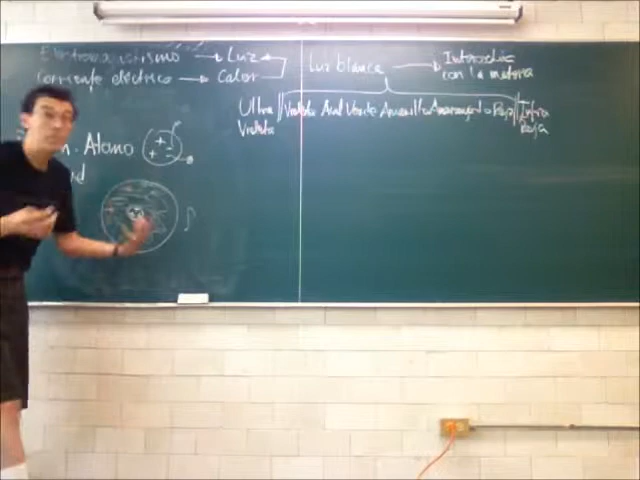 Electromagnetismo → Luz
Corriente eléctrica → Calor
Luz blanca → Interacción
con la materia
Ultra Violeta Azul Verde Amarillo Anaranjado Rojo Infra
Violeta Roja
Atomo